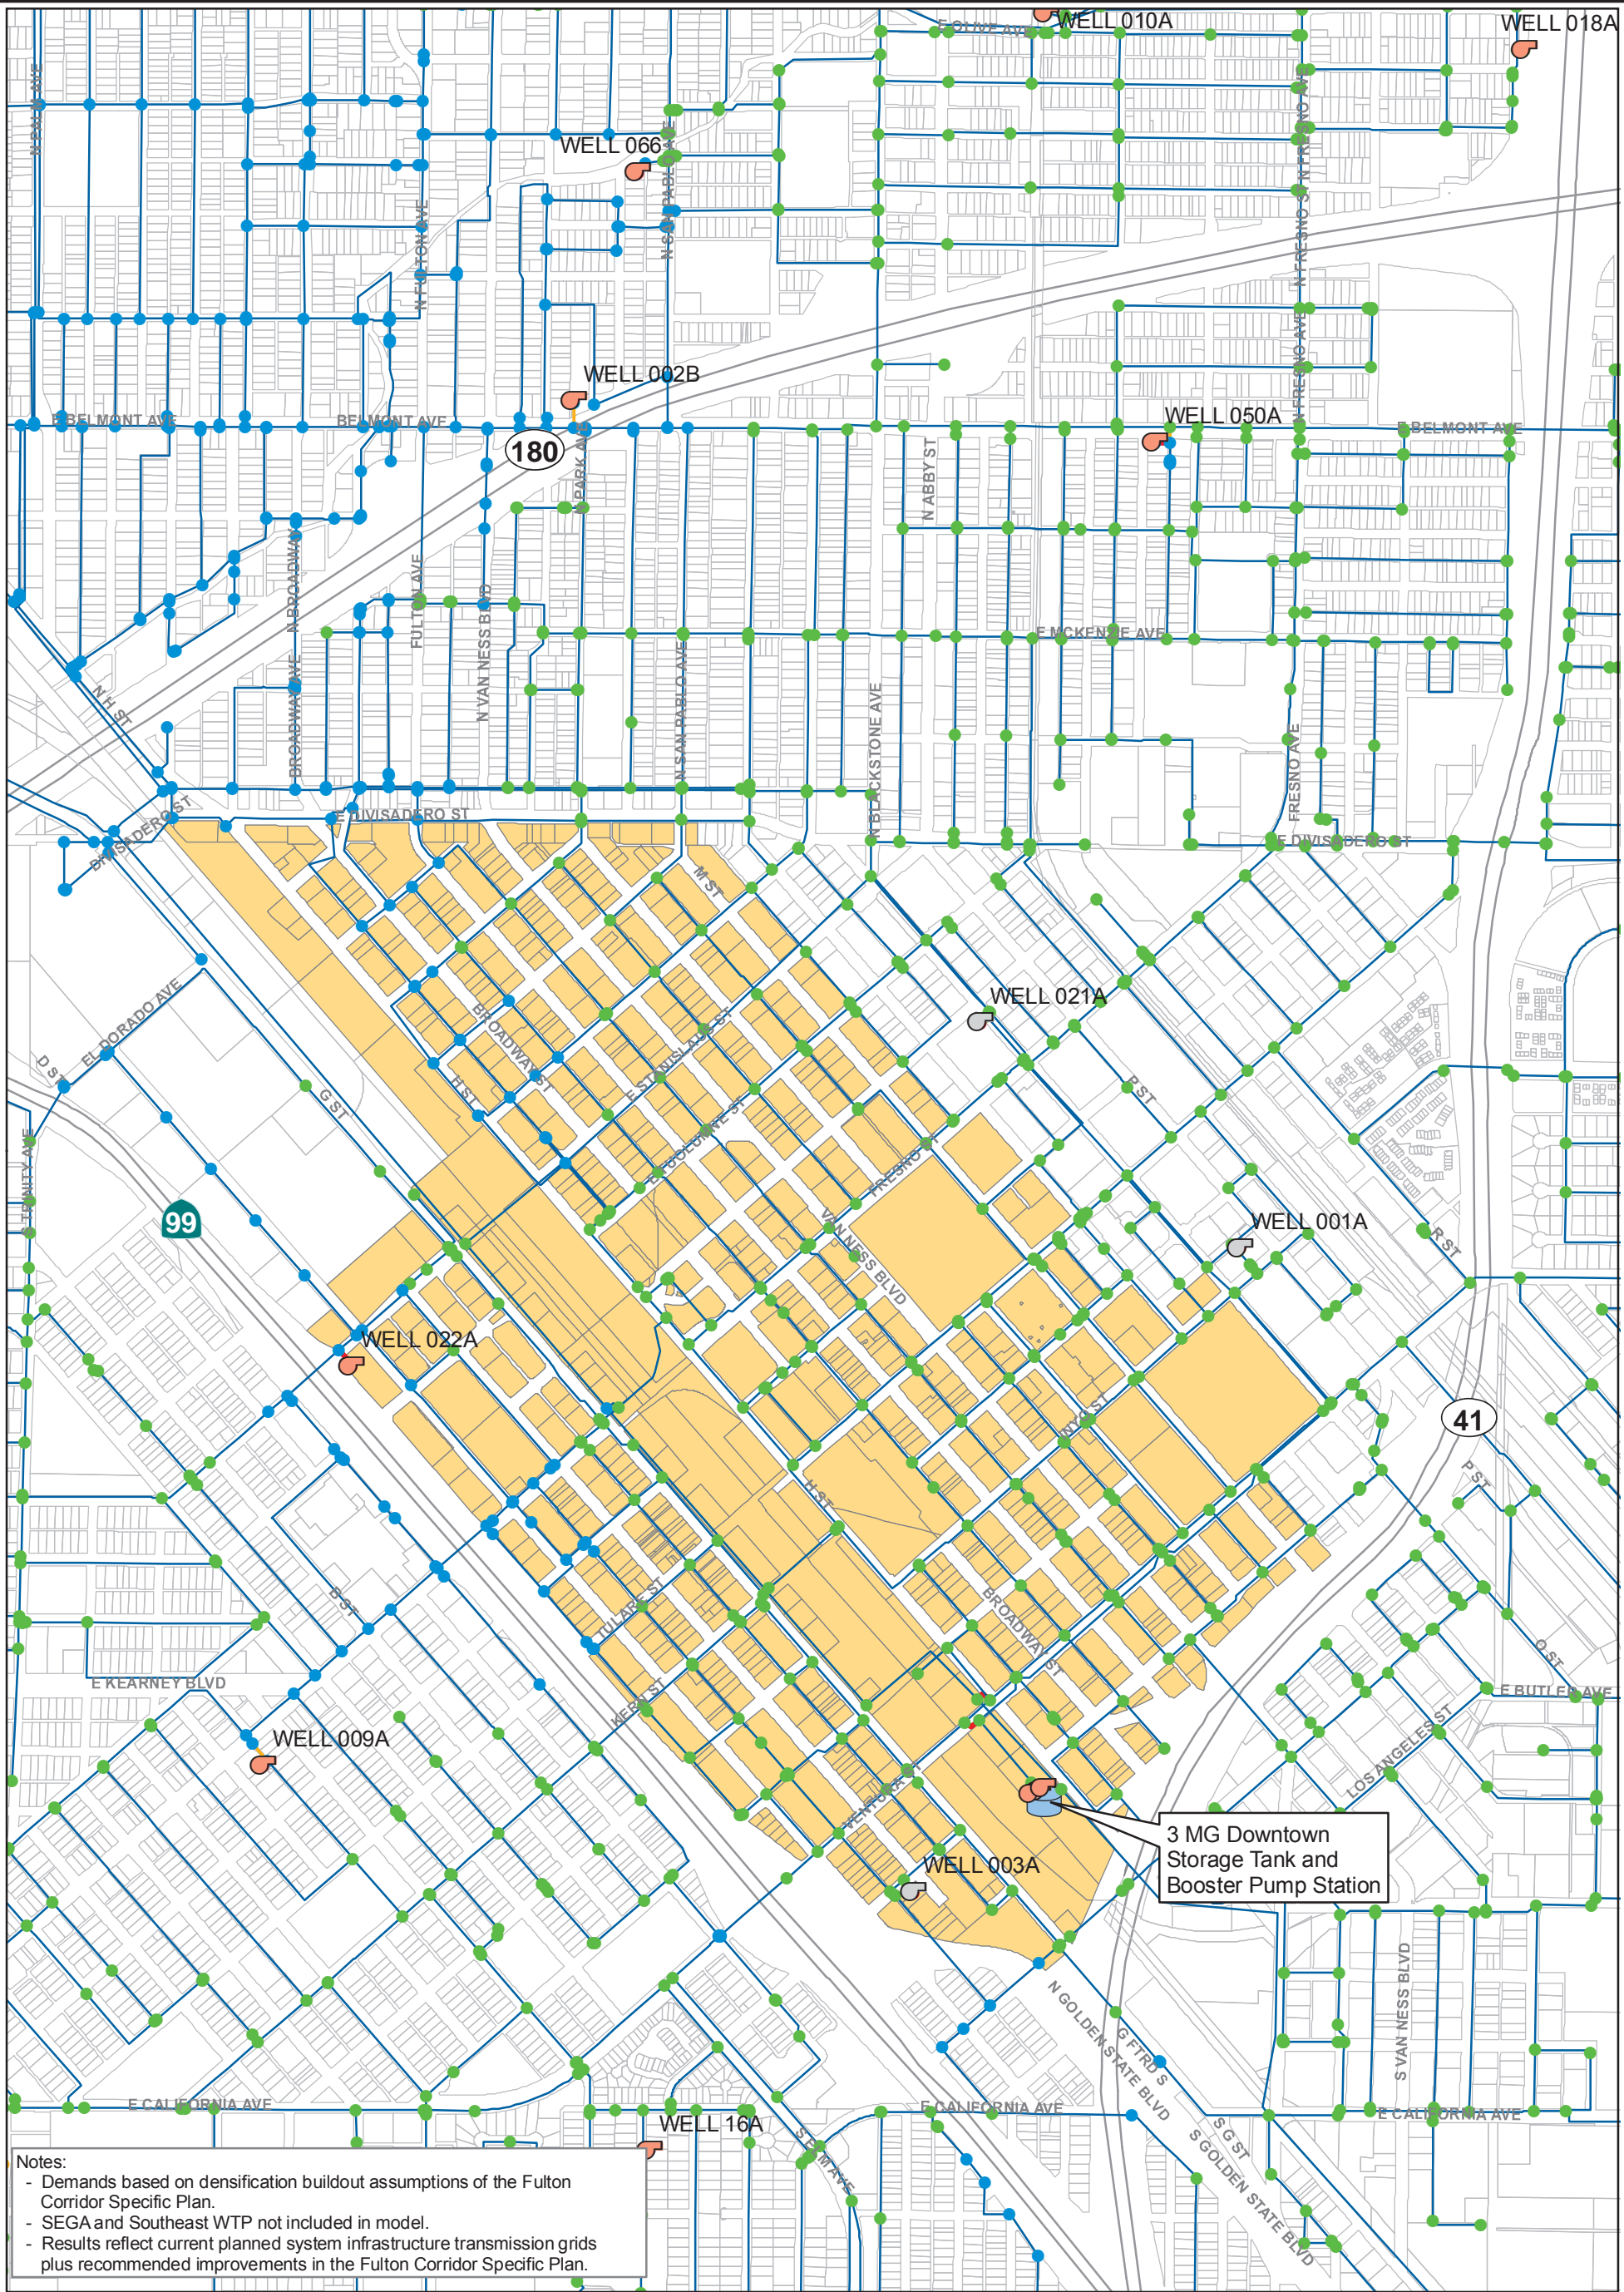 WELL 010A
WELL 018A
E OLIVE AVE
N PALM AVE
N FRESNO AVE
WELL 066
N SAN PABLO AVE
N FRESNO ST
N FULTON AVE
N FRESNO AVE
WELL 002B
N FRESNO AVE
E BELMONT AVE
BELMONT AVE
WELL 050A
E BELMONT AVE
180
N PARK AVE
N ABBY ST
N BROADWAY
FULTON AVE
N VAN NESS BLVD
E MCKENZIE AVE
N H ST
BROADWAY AVE
N SAN PABLO AVE
N BLACKSTONE AVE
FRESNO AVE
DIVISADERO ST
E DIVISADERO ST
E DIVISADERO ST
M ST
EL DORADO AVE
D ST
G ST
BROADWAY ST
H ST
E STANISLAUS ST
WELL 021A
P ST
E TUOLUMNE ST
FRESNO ST
S TRINITY AVE
99
VAN NESS BLVD
WELL 001A
R ST
WELL 022A
INYO ST
41
P ST
H ST
B ST
TULARE ST
BROADWAY ST
O ST
E KEARNEY BLVD
KERN ST
E BUTLER AVE
WELL 009A
LOS ANGELES ST
VENTURA ST
3 MG Downtown
Storage Tank and
Booster Pump Station
WELL 003A
S VAN NESS BLVD
N GOLDEN STATE BLVD
G FTRD S
E CALIFORNIA AVE
E CALIFORNIA AVE
E CALIFORNIA AVE
WELL 16A
S ELM AVE
S G ST
S GOLDEN STATE BLVD
Notes:
- Demands based on densification buildout assumptions of the Fulton
Corridor Specific Plan.
- SEGA and Southeast WTP not included in model.
- Results reflect current planned system infrastructure transmission grids
plus recommended improvements in the Fulton Corridor Specific Plan.